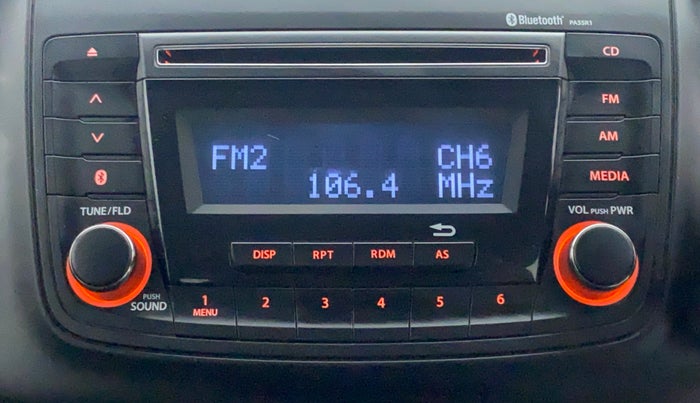 Bluetooth® PA5SR1
CD
FM
AM
MEDIA
FM2 CH6
106.4 MHz
TUNE/FLD
VOL PUSH PWR
DISP RPT RDM AS
PUSH
SOUND
1 2 3 4 5 6
MENU